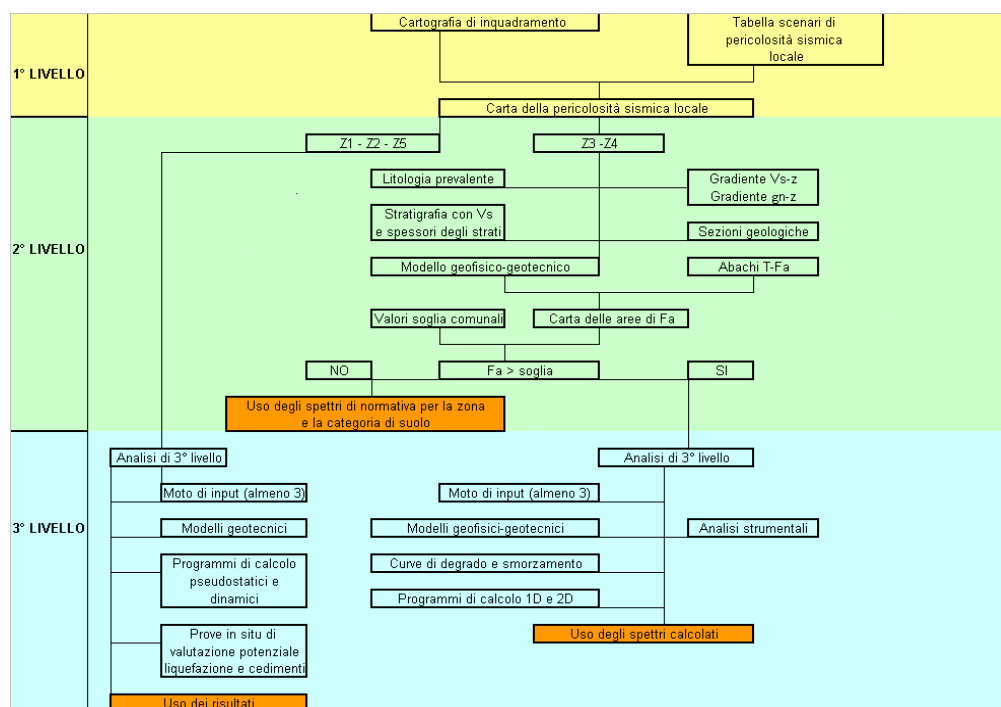 Cartografia di inquadramento
Tabella scenari di
pericolosità sismica
locale
1° LIVELLO
Carta della pericolosità sismica locale
Z1 - Z2 - Z5
Z3 -Z4
Litologia prevalente
Gradiente Vs-z
Gradiente gn-z
Stratigrafia con Vs
e spessori degli strati
Sezioni geologiche
2° LIVELLO
Modello geofisico-geotecnico
Abachi T-Fa
Valori soglia comunali
Carta delle aree di Fa
NO
Fa > soglia
SI
Uso degli spettri di normativa per la zona
e la categoria di suolo
Analisi di 3° livello
Analisi di 3° livello
Moto di input (almeno 3)
Moto di input (almeno 3)
3° LIVELLO
Modelli geotecnici
Modelli geofisici-geotecnici
Analisi strumentali
Programmi di calcolo
pseudostatici e
dinamici
Curve di degrado e smorzamento
Programmi di calcolo 1D e 2D
Prove in situ di
valutazione potenziale
liquefazione e cedimenti
Uso degli spettri calcolati
Uso dei risultati